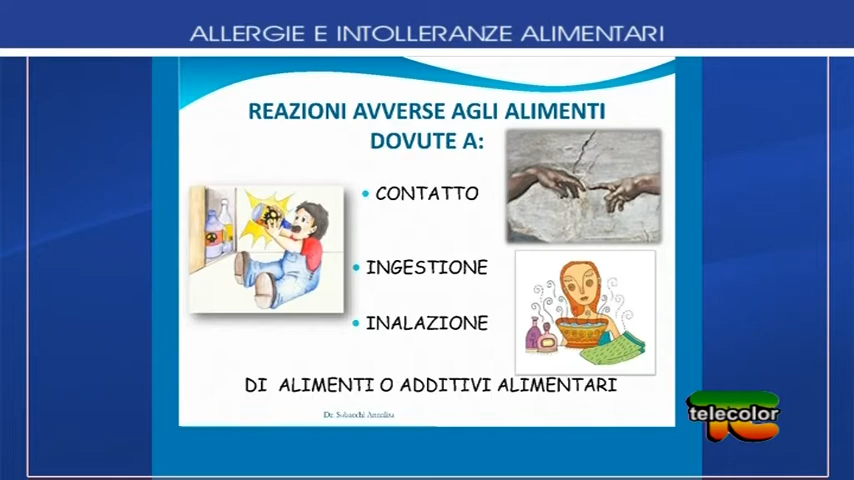 ALLERGIE E INTOLLERANZE ALIMENTARI
REAZIONI AVVERSE AGLI ALIMENTI
DOVUTE A:
• CONTATTO
• INGESTIONE
• INALAZIONE
DI ALIMENTI O ADDITIVI ALIMENTARI
telecolor